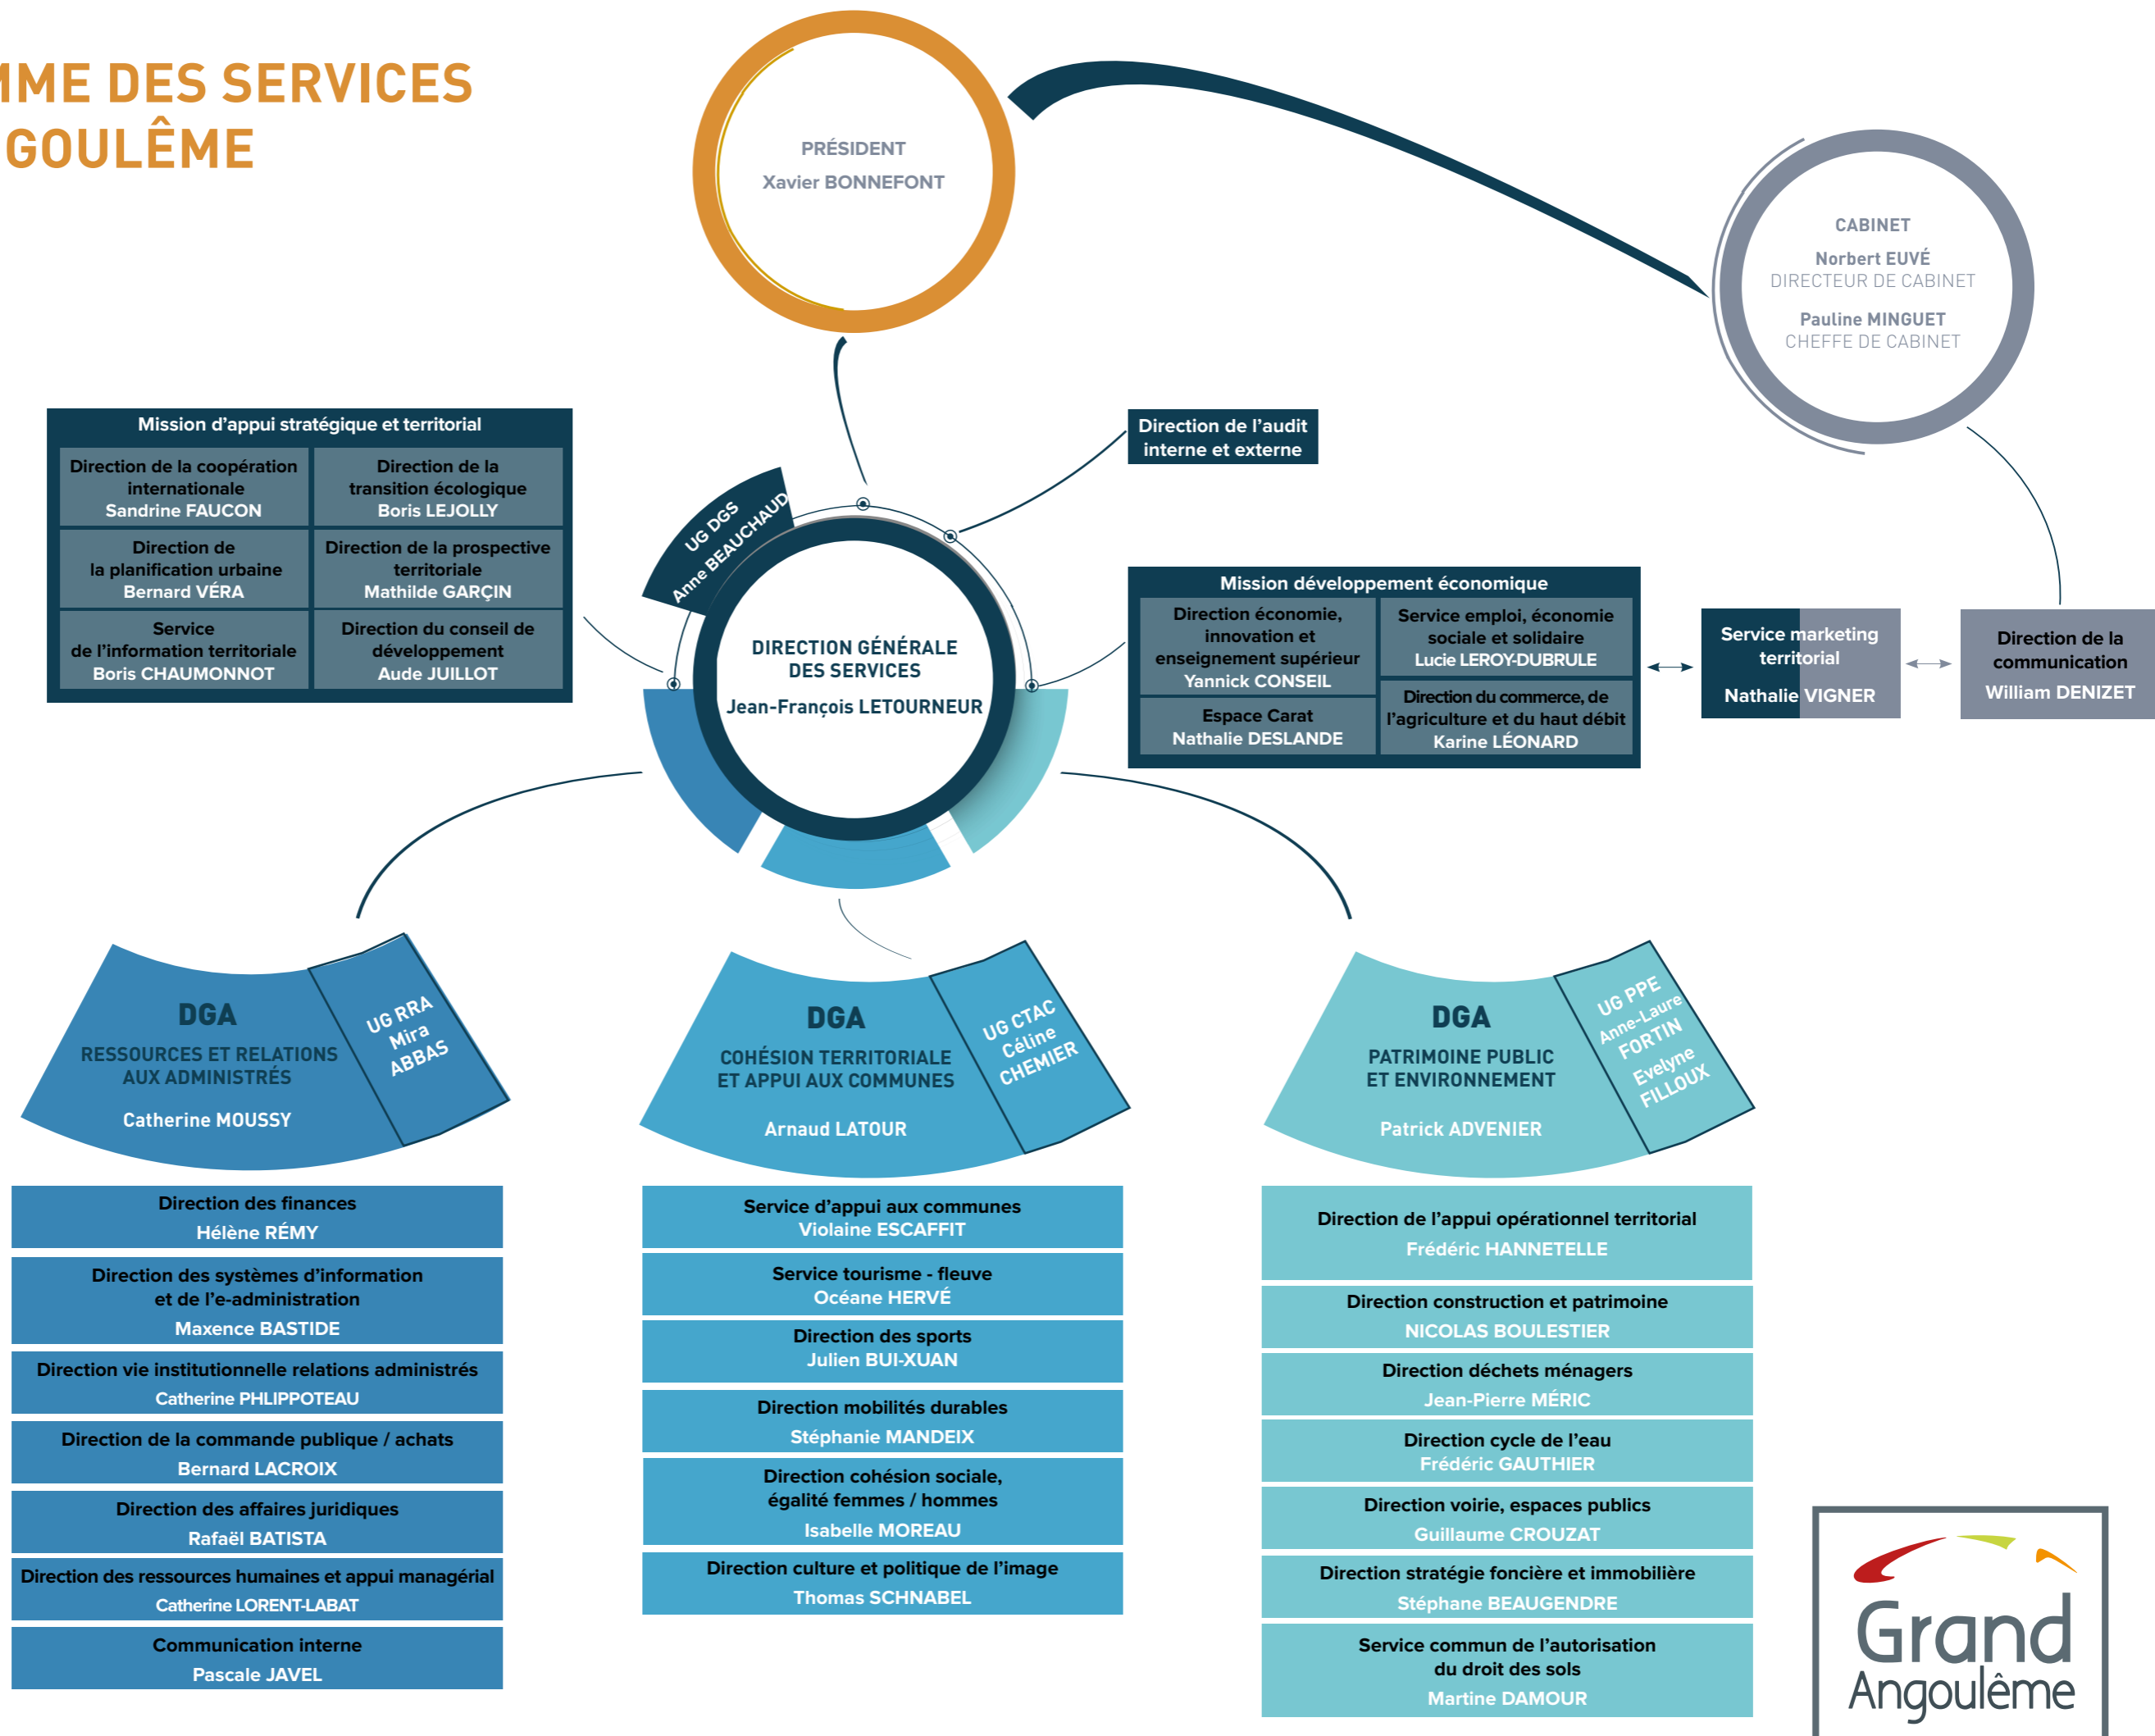 MME DES SERVICES
GOULÊME
PRÉSIDENT
Xavier BONNEFONT
CABINET
Norbert EUVÉ
DIRECTEUR DE CABINET
Pauline MINGUET
CHEFFE DE CABINET
Mission d'appui stratégique et territorial
Direction de la coopération
internationale
Sandrine FAUCON
Direction de la
transition écologique
Boris LEJOLLY
Direction de
la planification urbaine
Bernard VÉRA
Direction de la prospective
territoriale
Mathilde GARÇIN
Service
de l'information territoriale
Boris CHAUMONNOT
Direction du conseil de
développement
Aude JUILLOT
UG DGS
Anne BEAUCHAUD
Direction de l'audit
interne et externe
DIRECTION GÉNÉRALE
DES SERVICES
Jean-François LETOURNEUR
Mission développement économique
Direction économie,
innovation et
enseignement supérieur
Yannick CONSEIL
Service emploi, économie
sociale et solidaire
Lucie LEROY-DUBRULE
Espace Carat
Nathalie DESLANDE
Direction du commerce, de
l'agriculture et du haut débit
Karine LÉONARD
Service marketing
territorial
Nathalie VIGNER
Direction de la
communication
William DENIZET
DGA
RESSOURCES ET RELATIONS
AUX ADMINISTRÉS
Catherine MOUSSY
UG RRA
Mira
ABBAS
DGA
COHÉSION TERRITORIALE
ET APPUI AUX COMMUNES
Arnaud LATOUR
UG CTAC
Céline
CHEMIER
DGA
PATRIMOINE PUBLIC
ET ENVIRONNEMENT
Patrick ADVENIER
UG PPE
Anne-Laure
FORTIN
Evelyne
FILLOUX
Direction des finances
Hélène RÉMY
Direction des systèmes d'information
et de l'e-administration
Maxence BASTIDE
Direction vie institutionnelle relations administrés
Catherine PHLIPPOTEAU
Direction de la commande publique / achats
Bernard LACROIX
Direction des affaires juridiques
Rafaël BATISTA
Direction des ressources humaines et appui managérial
Catherine LORENT-LABAT
Communication interne
Pascale JAVEL
Service d'appui aux communes
Violaine ESCAFFIT
Service tourisme - fleuve
Océane HERVÉ
Direction des sports
Julien BUI-XUAN
Direction mobilités durables
Stéphanie MANDEIX
Direction cohésion sociale,
égalité femmes / hommes
Isabelle MOREAU
Direction culture et politique de l'image
Thomas SCHNABEL
Direction de l'appui opérationnel territorial
Frédéric HANNETELLE
Direction construction et patrimoine
NICOLAS BOULESTIER
Direction déchets ménagers
Jean-Pierre MÉRIC
Direction cycle de l'eau
Frédéric GAUTHIER
Direction voirie, espaces publics
Guillaume CROUZAT
Direction stratégie foncière et immobilière
Stéphane BEAUGENDRE
Service commun de l'autorisation
du droit des sols
Martine DAMOUR
Grand
Angoulême